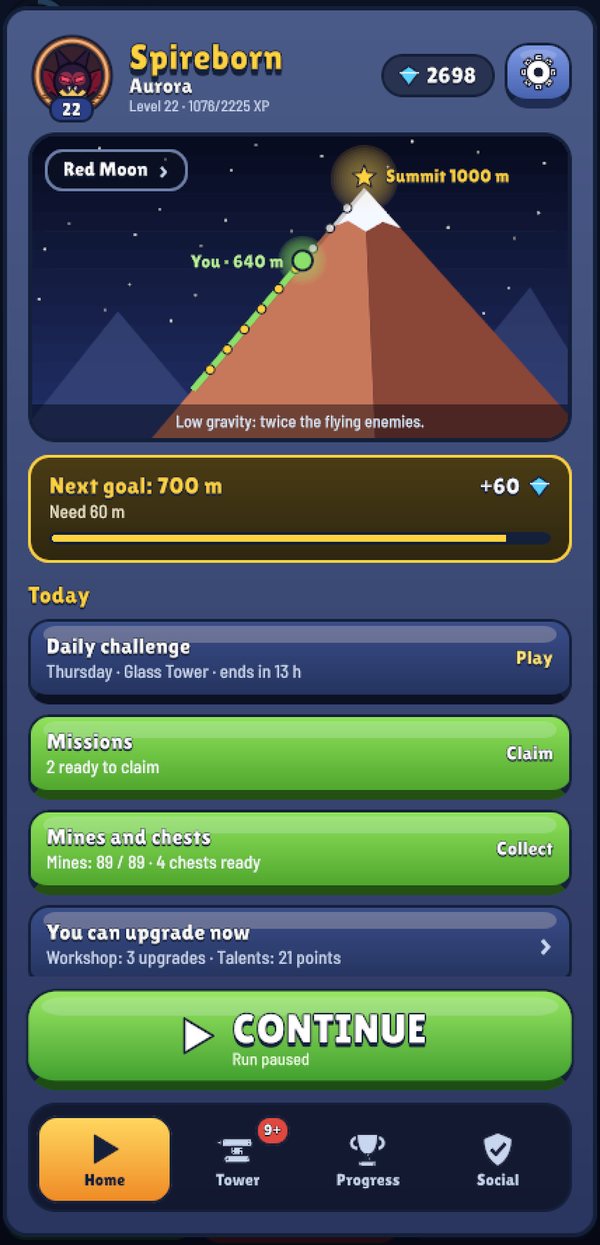 Spireborn
Aurora
Level 22 · 1076/2225 XP
22
2698
Red Moon
Summit 1000 m
You · 640 m
Low gravity: twice the flying enemies.
Next goal: 700 m
+60
Need 60 m
Today
Daily challenge
Thursday · Glass Tower · ends in 13 h
Play
Missions
2 ready to claim
Claim
Mines and chests
Mines: 89 / 89 · 4 chests ready
Collect
You can upgrade now
Workshop: 3 upgrades · Talents: 21 points
CONTINUE
Run paused
9+
Home
Tower
Progress
Social